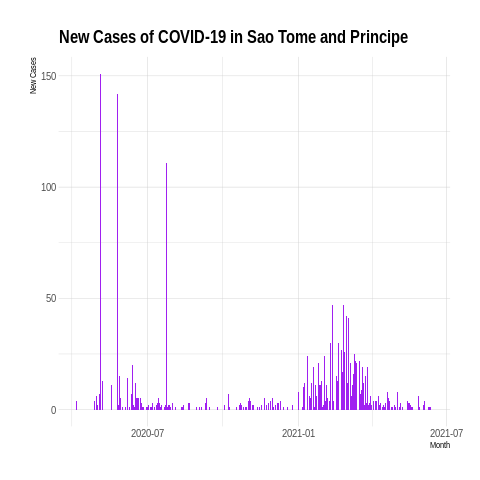 New Cases of COVID-19 in Sao Tome and Principe
New Cases
150
100
50
0
2020-07
2021-01
2021-07
Month